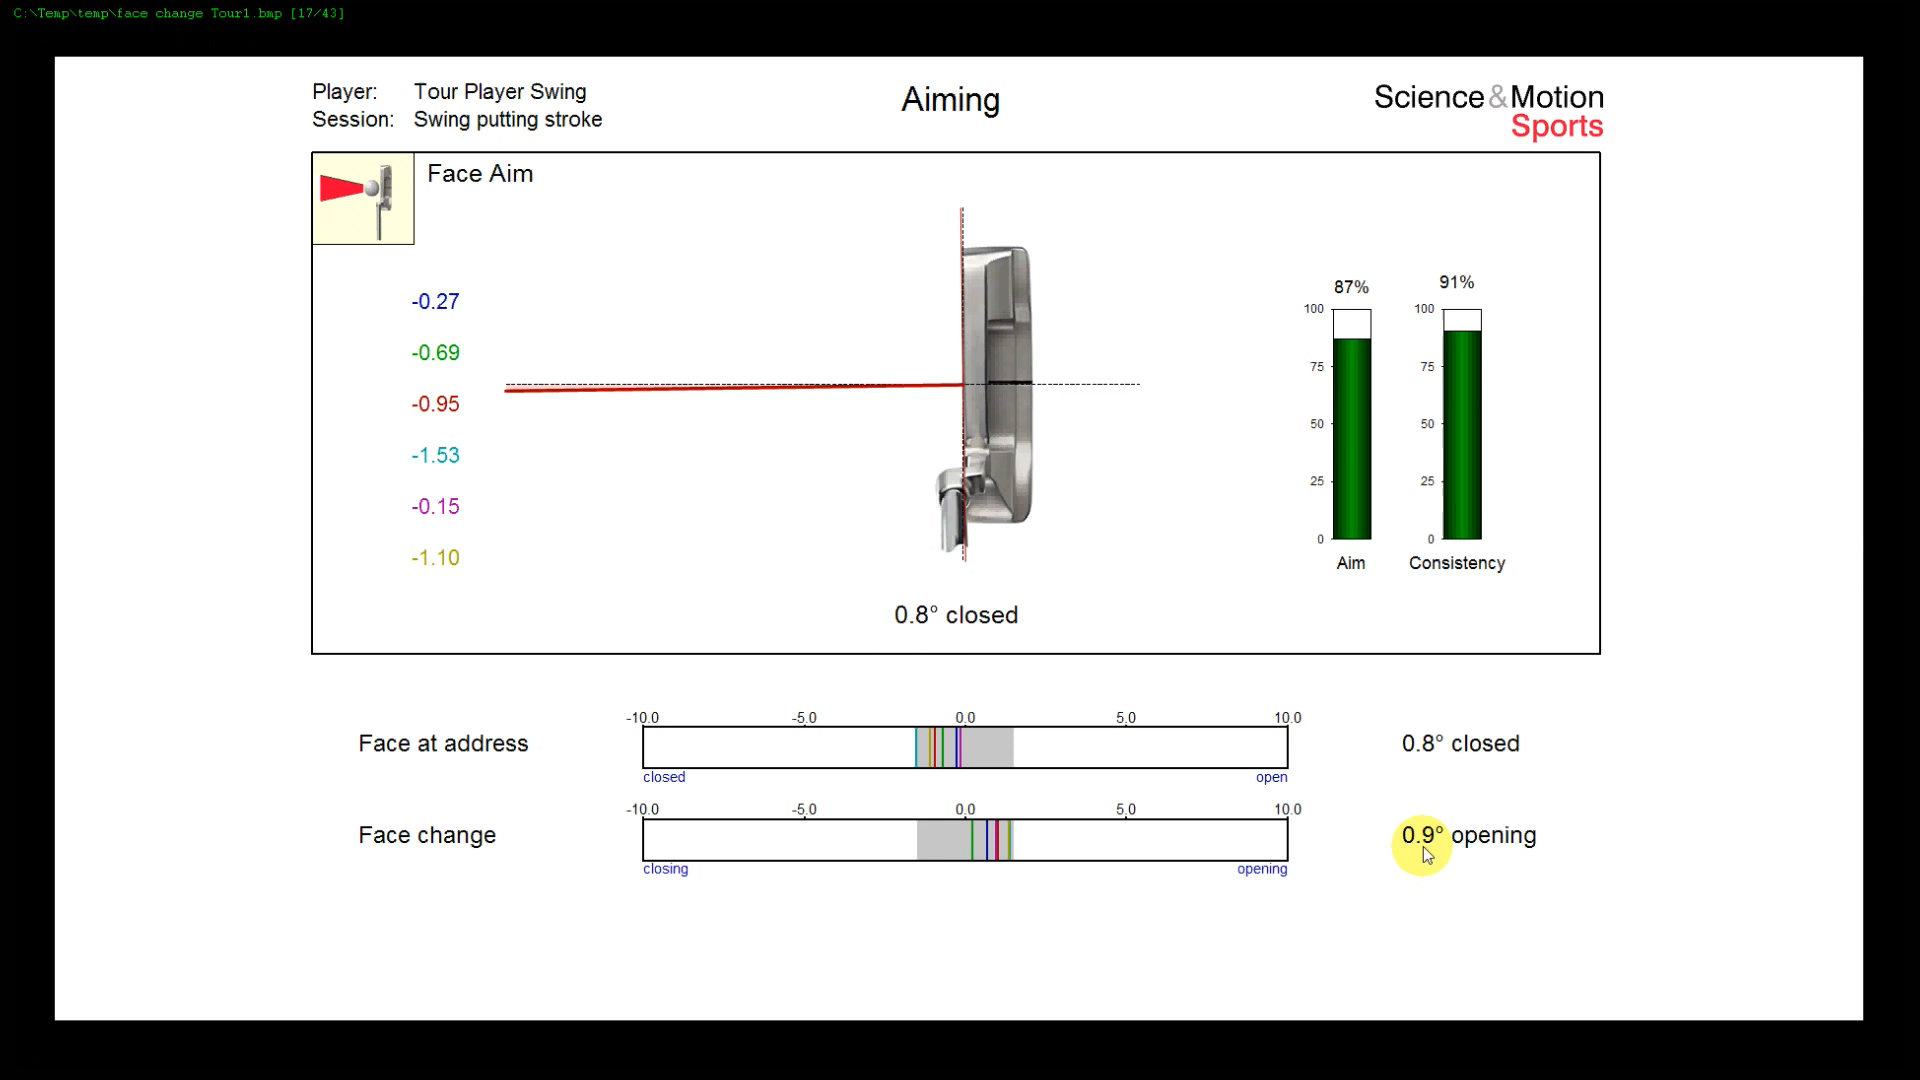 C:\Temp\temp\face change Tour1.bmp [17/43]
Player: Tour Player Swing
Session: Swing putting stroke
Aiming
Science&Motion
Sports
Face Aim
-0.27
-0.69
-0.95
-1.53
-0.15
-1.10
87%
100
75
50
25
0
Aim
91%
100
75
50
25
0
Consistency
0.8° closed
Face at address
-10.0 -5.0 0.0 5.0 10.0
closed open
0.8° closed
Face change
-10.0 -5.0 0.0 5.0 10.0
closing opening
0.9° opening